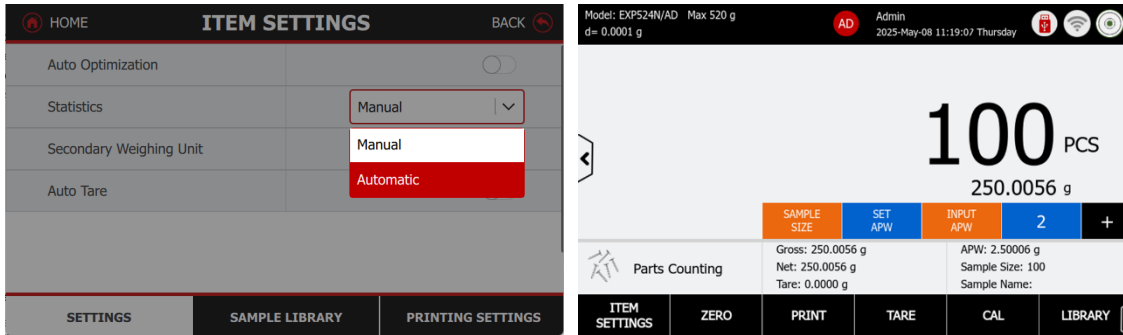 HOME ITEM SETTINGS BACK
Auto Optimization
Statistics Manual
Manual
Secondary Weighing Unit
Automatic
Auto Tare
SETTINGS SAMPLE LIBRARY PRINTING SETTINGS
Model: EXP524N/AD Max 520 g
d= 0.0001 g
AD
Admin
2025-May-08 11:19:07 Thursday
100 PCS
250.0056 g
SAMPLE SIZE
SET APW
INPUT APW
2
+
Parts Counting
Gross: 250.0056 g
Net: 250.0056 g
Tare: 0.0000 g
APW: 2.50006 g
Sample Size: 100
Sample Name:
ITEM SETTINGS
ZERO
PRINT
TARE
CAL
LIBRARY